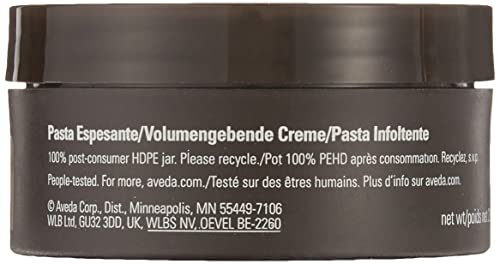 Pasta Espesante/Volumengebende Creme/Pasta Infoltente
100% post-consumer HDPE jar. Please recycle./Pot 100% PEHD après consommation. Recyclez, s.v.p.
People-tested. For more, aveda.com./Testé sur des êtres humains. Plus d'info sur aveda.com.
© Aveda Corp., Dist., Minneapolis, MN 55449-7106
WLB Ltd, GU32 3DD, UK, WLBS NV, OEVEL BE-2260
net wt/poids net